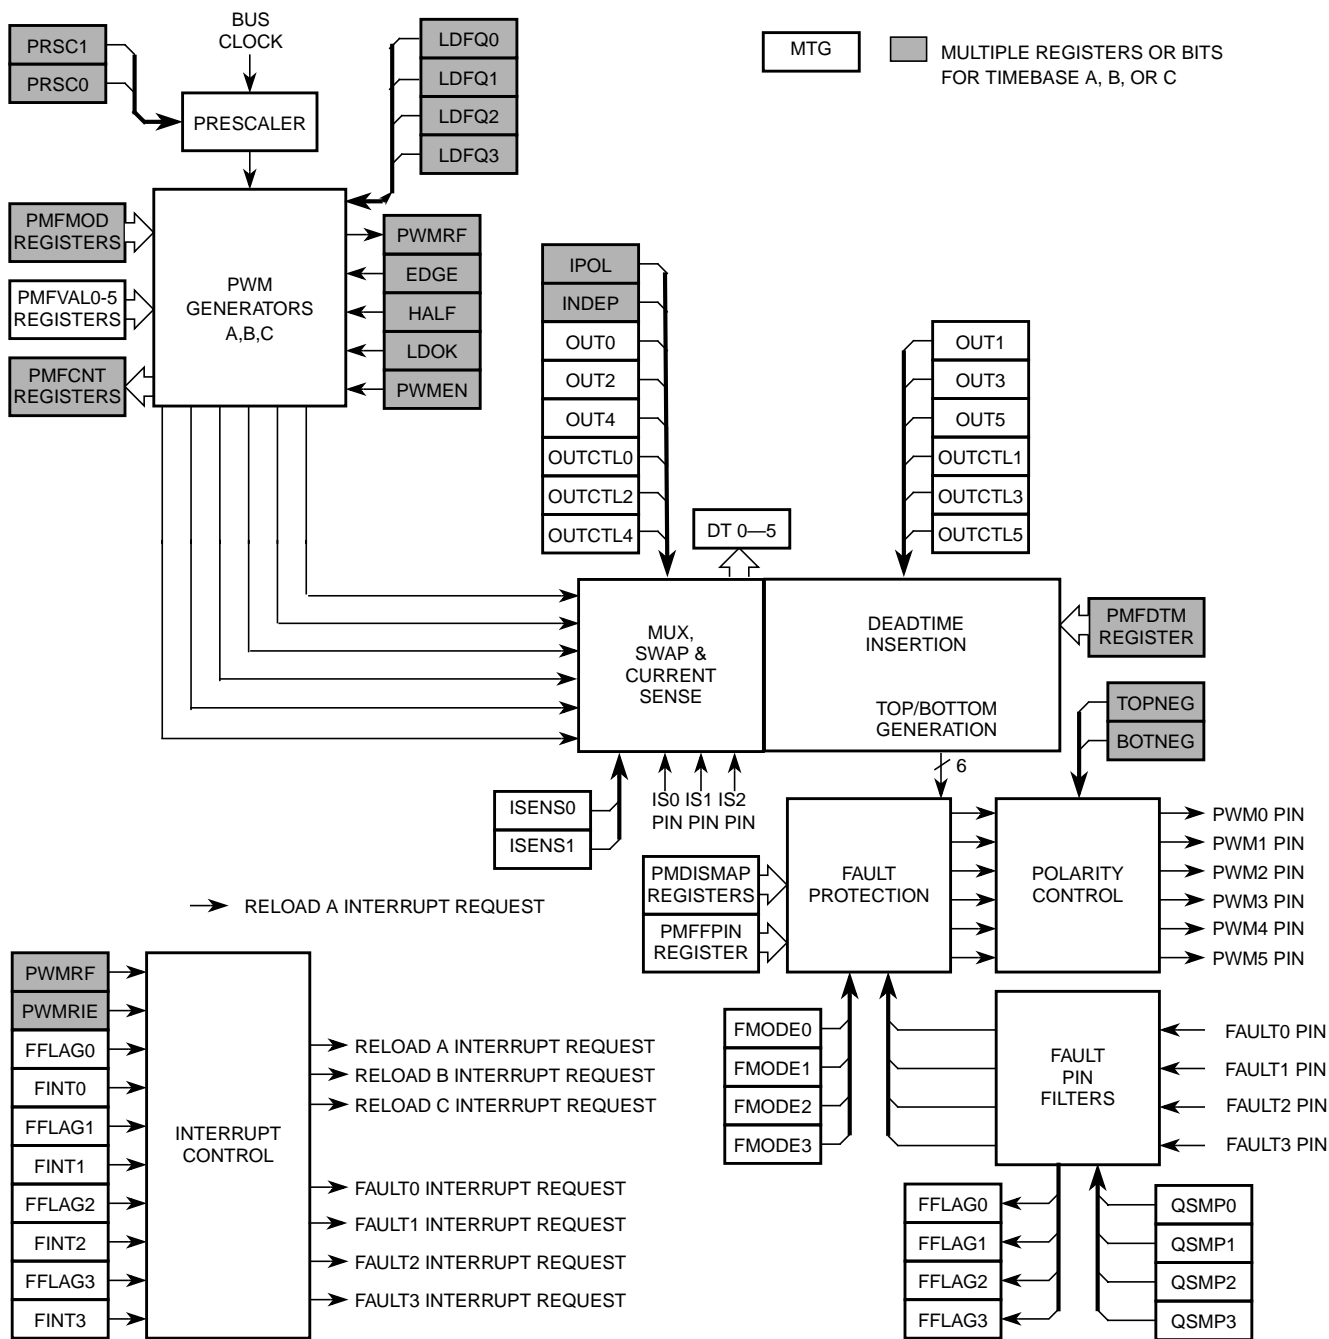 BUS
CLOCK
PRSC1
PRSC0
PRESCALER
LDFQ0
LDFQ1
LDFQ2
LDFQ3
MTG
MULTIPLE REGISTERS OR BITS
FOR TIMEBASE A, B, OR C
PMFMOD
REGISTERS
PMFVAL0-5
REGISTERS
PMFCNT
REGISTERS
PWM
GENERATORS
A,B,C
PWMRF
EDGE
HALF
LDOK
PWMEN
IPOL
INDEP
OUT0
OUT2
OUT4
OUTCTL0
OUTCTL2
OUTCTL4
DT 0—5
OUT1
OUT3
OUT5
OUTCTL1
OUTCTL3
OUTCTL5
MUX,
SWAP &
CURRENT
SENSE
DEADTIME
INSERTION
TOP/BOTTOM
GENERATION
PMFDTM
REGISTER
TOPNEG
BOTNEG
6
ISENS0
ISENS1
IS0 IS1 IS2
PIN PIN PIN
PMDISMAP
REGISTERS
PMFFPIN
REGISTER
FAULT
PROTECTION
POLARITY
CONTROL
PWM0 PIN
PWM1 PIN
PWM2 PIN
PWM3 PIN
PWM4 PIN
PWM5 PIN
RELOAD A INTERRUPT REQUEST
PWMRF
PWMRIE
FFLAG0
FINT0
FFLAG1
FINT1
FFLAG2
FINT2
FFLAG3
FINT3
INTERRUPT
CONTROL
RELOAD A INTERRUPT REQUEST
RELOAD B INTERRUPT REQUEST
RELOAD C INTERRUPT REQUEST
FAULT0 INTERRUPT REQUEST
FAULT1 INTERRUPT REQUEST
FAULT2 INTERRUPT REQUEST
FAULT3 INTERRUPT REQUEST
FMODE0
FMODE1
FMODE2
FMODE3
FAULT
PIN
FILTERS
FAULT0 PIN
FAULT1 PIN
FAULT2 PIN
FAULT3 PIN
FFLAG0
FFLAG1
FFLAG2
FFLAG3
QSMP0
QSMP1
QSMP2
QSMP3